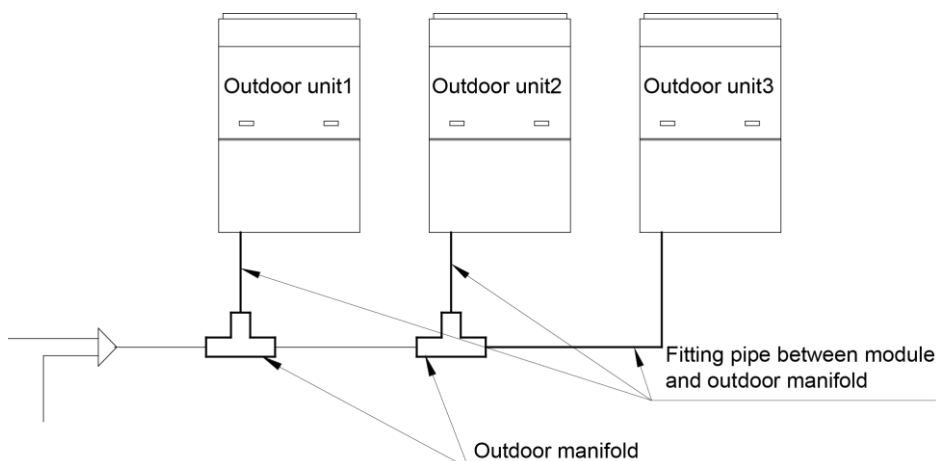 Outdoor unit1
Outdoor unit2
Outdoor unit3
Fitting pipe between module
and outdoor manifold
Outdoor manifold